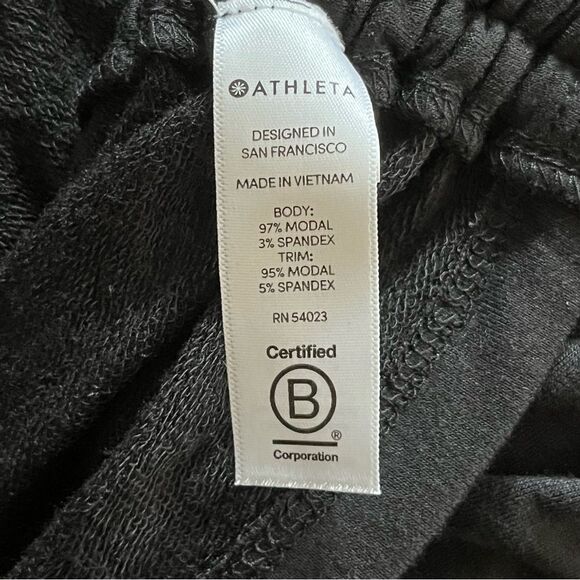 ATHLETA
DESIGNED IN
SAN FRANCISCO
MADE IN VIETNAM
BODY:
97% MODAL
3% SPANDEX
TRIM:
95% MODAL
5% SPANDEX
RN 54023
Certified
B
®
Corporation